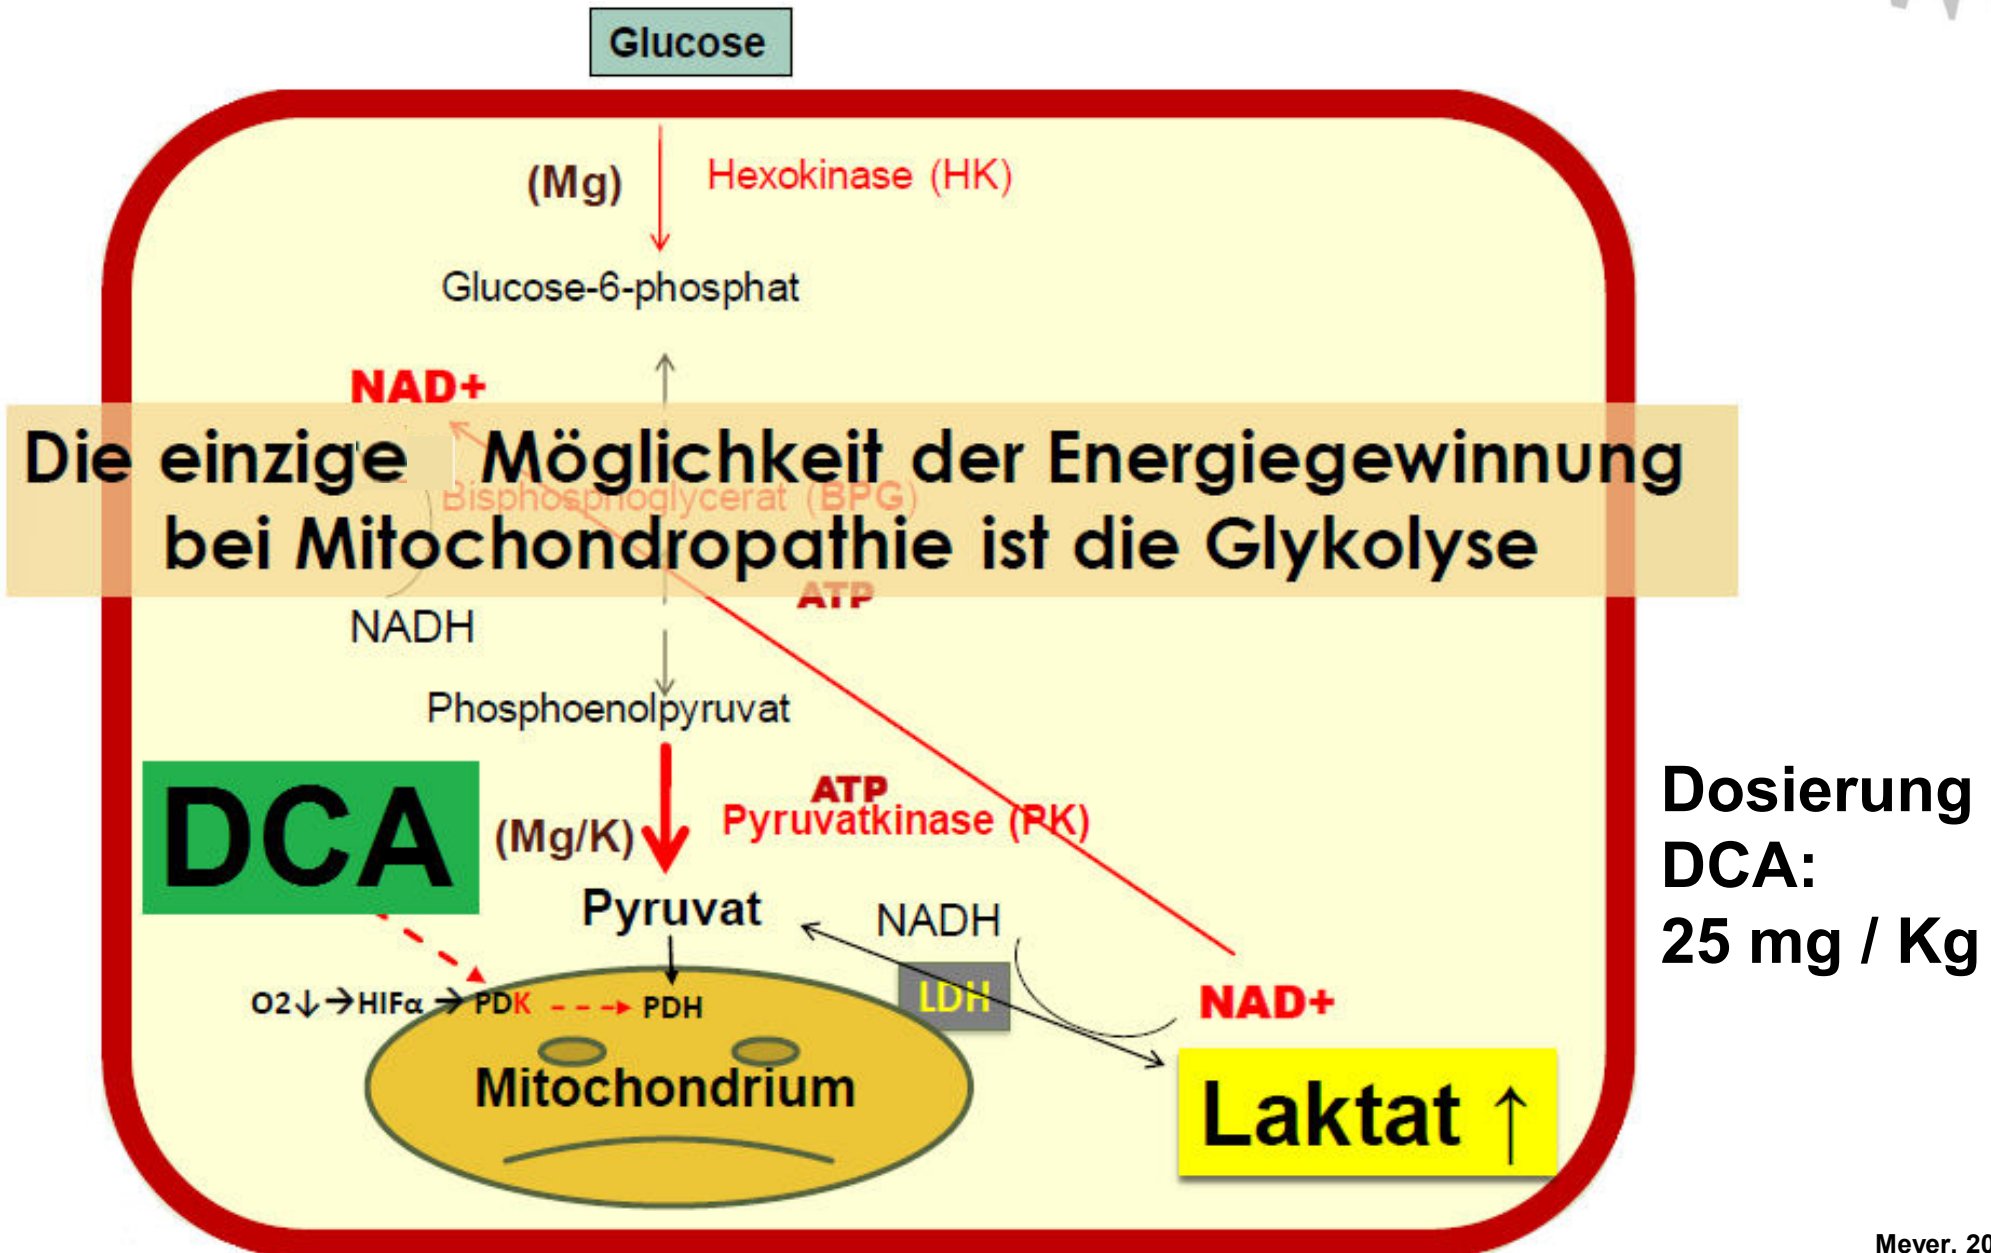 Glucose
(Mg) Hexokinase (HK)
Glucose-6-phosphat
NAD+
Die einzige Möglichkeit der Energiegewinnung
Bisphosphoglycerat (BPG)
bei Mitochondropathie ist die Glykolyse
ATP
NADH
Phosphoenolpyruvat
DCA
ATP
(Mg/K) Pyruvatkinase (PK)
Dosierung
DCA:
25 mg / Kg
Pyruvat
NADH
O2↓→HIFα→PDK PDH
LDH
NAD+
Mitochondrium
Laktat ↑
Meyer, 20